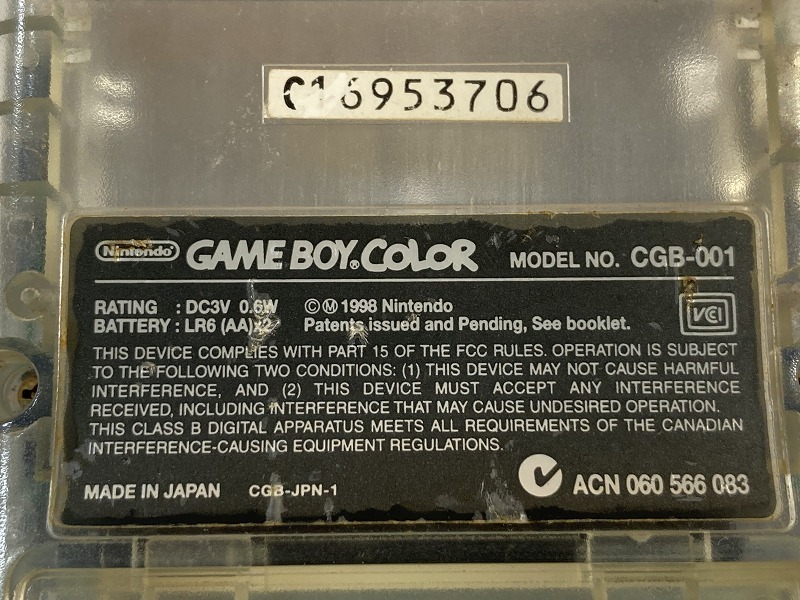 C16953706
Nintendo GAME BOY COLOR MODEL NO. CGB-001
RATING : DC3V 0.6W ©Ⓜ1998 Nintendo
BATTERY : LR6 (AA)x2 Patents issued and Pending, See booklet.
VCI
THIS DEVICE COMPLIES WITH PART 15 OF THE FCC RULES. OPERATION IS SUBJECT
TO THE FOLLOWING TWO CONDITIONS: (1) THIS DEVICE MAY NOT CAUSE HARMFUL
INTERFERENCE, AND (2) THIS DEVICE MUST ACCEPT ANY INTERFERENCE
RECEIVED, INCLUDING INTERFERENCE THAT MAY CAUSE UNDESIRED OPERATION.
THIS CLASS B DIGITAL APPARATUS MEETS ALL REQUIREMENTS OF THE CANADIAN
INTERFERENCE-CAUSING EQUIPMENT REGULATIONS.
MADE IN JAPAN CGB-JPN-1 ACN 060 566 083